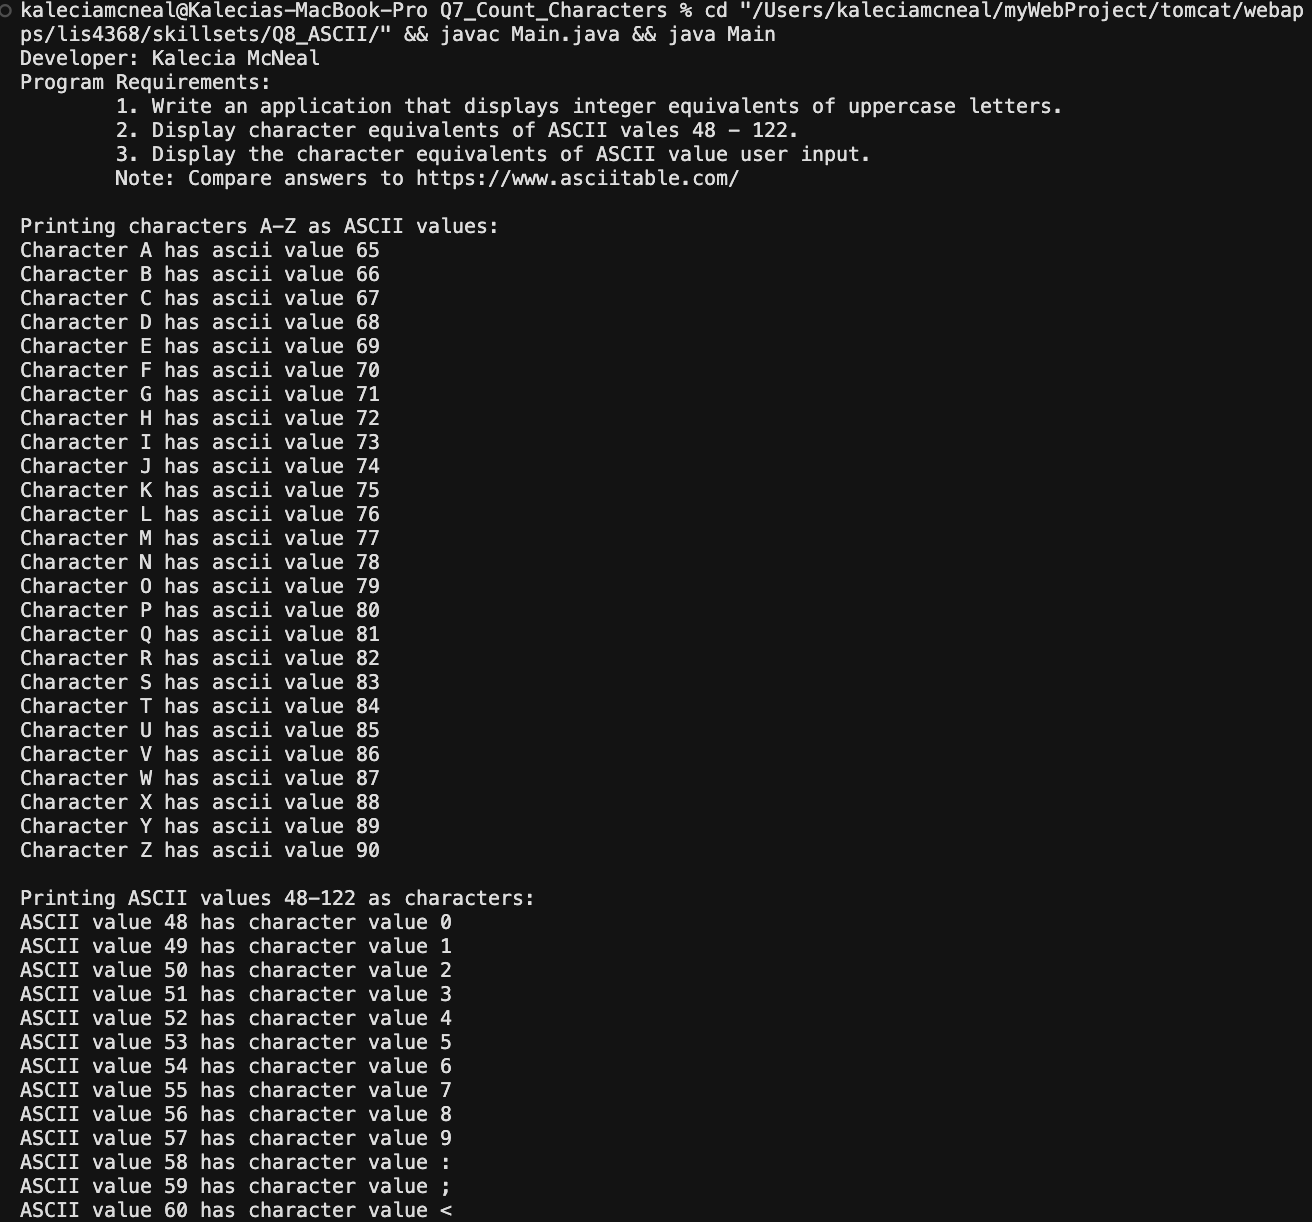 kaleciamcneal@Kalecias-MacBook-Pro Q7_Count_Characters % cd "/Users/kaleciamcneal/myWebProject/tomcat/webap
ps/lis4368/skillsets/Q8_ASCII/" && javac Main.java && java Main
Developer: Kalecia McNeal
Program Requirements:
1. Write an application that displays integer equivalents of uppercase letters.
2. Display character equivalents of ASCII vales 48 - 122.
3. Display the character equivalents of ASCII value user input.
Note: Compare answers to https://www.asciitable.com/
Printing characters A-Z as ASCII values:
Character A has ascii value 65
Character B has ascii value 66
Character C has ascii value 67
Character D has ascii value 68
Character E has ascii value 69
Character F has ascii value 70
Character G has ascii value 71
Character H has ascii value 72
Character I has ascii value 73
Character J has ascii value 74
Character K has ascii value 75
Character L has ascii value 76
Character M has ascii value 77
Character N has ascii value 78
Character O has ascii value 79
Character P has ascii value 80
Character Q has ascii value 81
Character R has ascii value 82
Character S has ascii value 83
Character T has ascii value 84
Character U has ascii value 85
Character V has ascii value 86
Character W has ascii value 87
Character X has ascii value 88
Character Y has ascii value 89
Character Z has ascii value 90
Printing ASCII values 48-122 as characters:
ASCII value 48 has character value 0
ASCII value 49 has character value 1
ASCII value 50 has character value 2
ASCII value 51 has character value 3
ASCII value 52 has character value 4
ASCII value 53 has character value 5
ASCII value 54 has character value 6
ASCII value 55 has character value 7
ASCII value 56 has character value 8
ASCII value 57 has character value 9
ASCII value 58 has character value :
ASCII value 59 has character value ;
ASCII value 60 has character value <